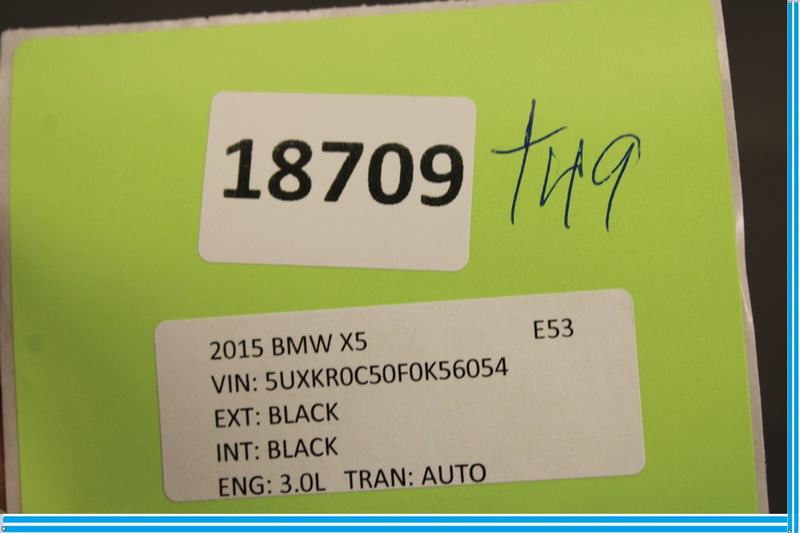 18709
t49
2015 BMW X5 E53
VIN: 5UXKR0C50F0K56054
EXT: BLACK
INT: BLACK
ENG: 3.0L TRAN: AUTO